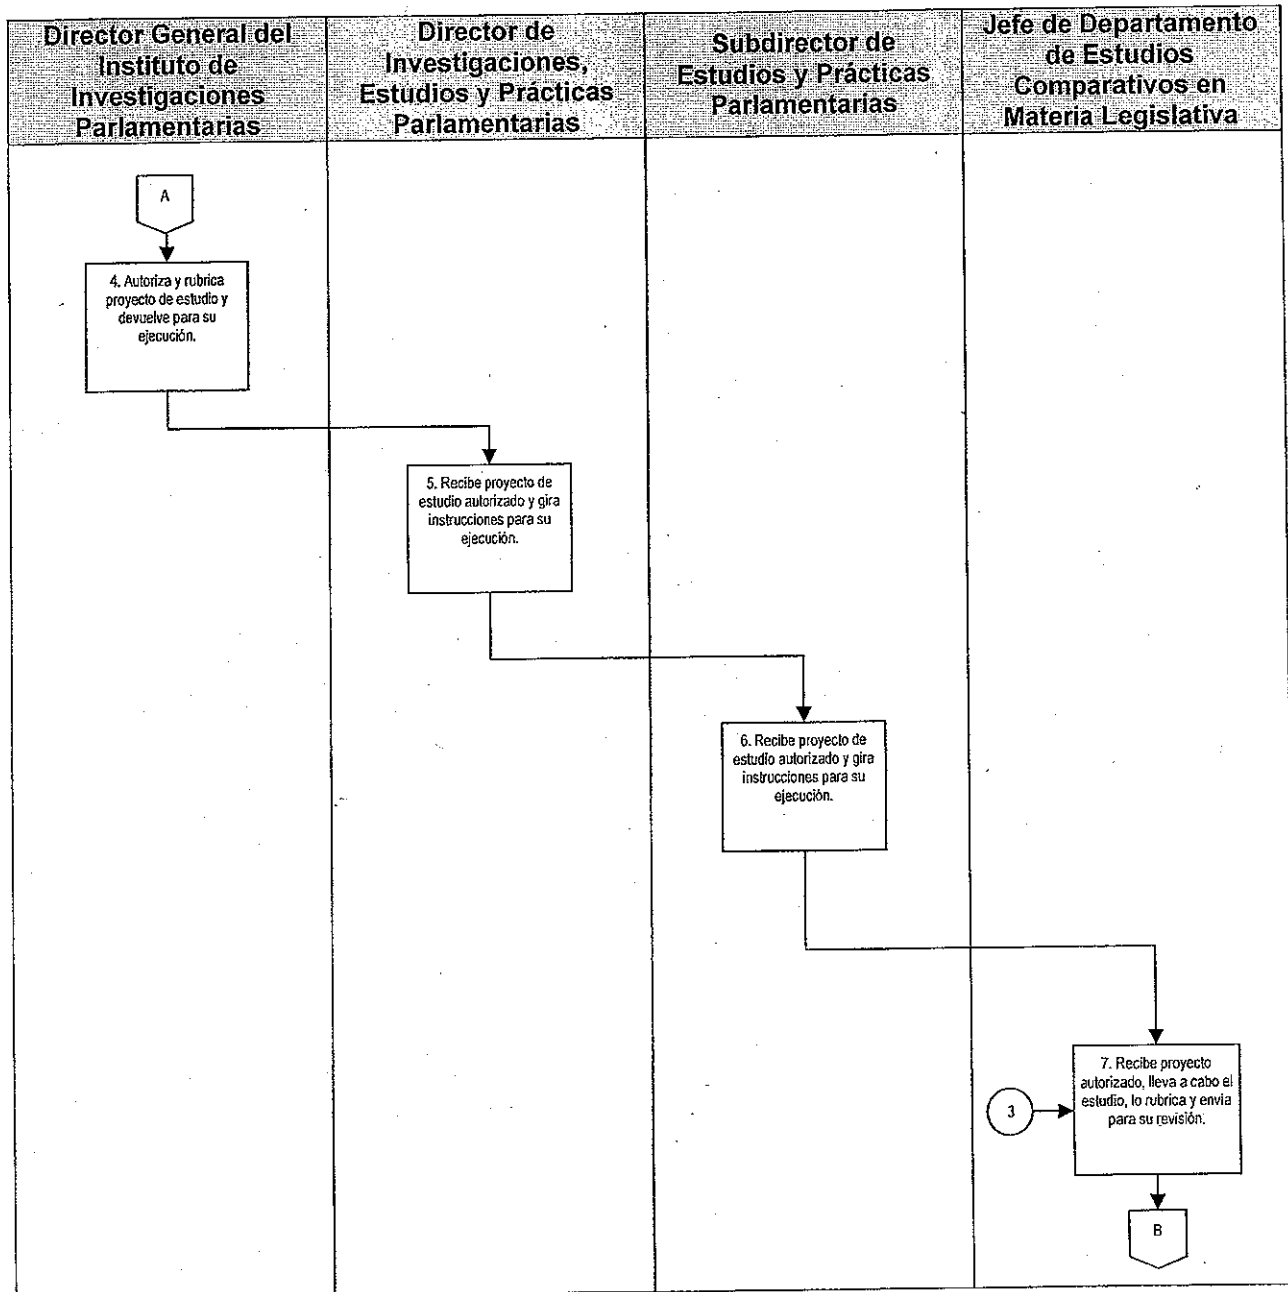 Director General del
Instituto de
Investigaciones
Parlamentarias
Director de
Investigaciones,
Estudios y Prácticas
Parlamentarias
Subdirector de
Estudios y Prácticas
Parlamentarias
Jefe de Departamento
de Estudios
Comparativos en
Materia Legislativa
A
4. Autoriza y rubrica
proyecto de estudio y
devuelve para su
ejecución.
5. Recibe proyecto de
estudio autorizado y gira
instrucciones para su
ejecución.
6. Recibe proyecto de
estudio autorizado y gira
instrucciones para su
ejecución.
7. Recibe proyecto
autorizado, lleva a cabo el
estudio, lo rubrica y envia
para su revisión.
3
B